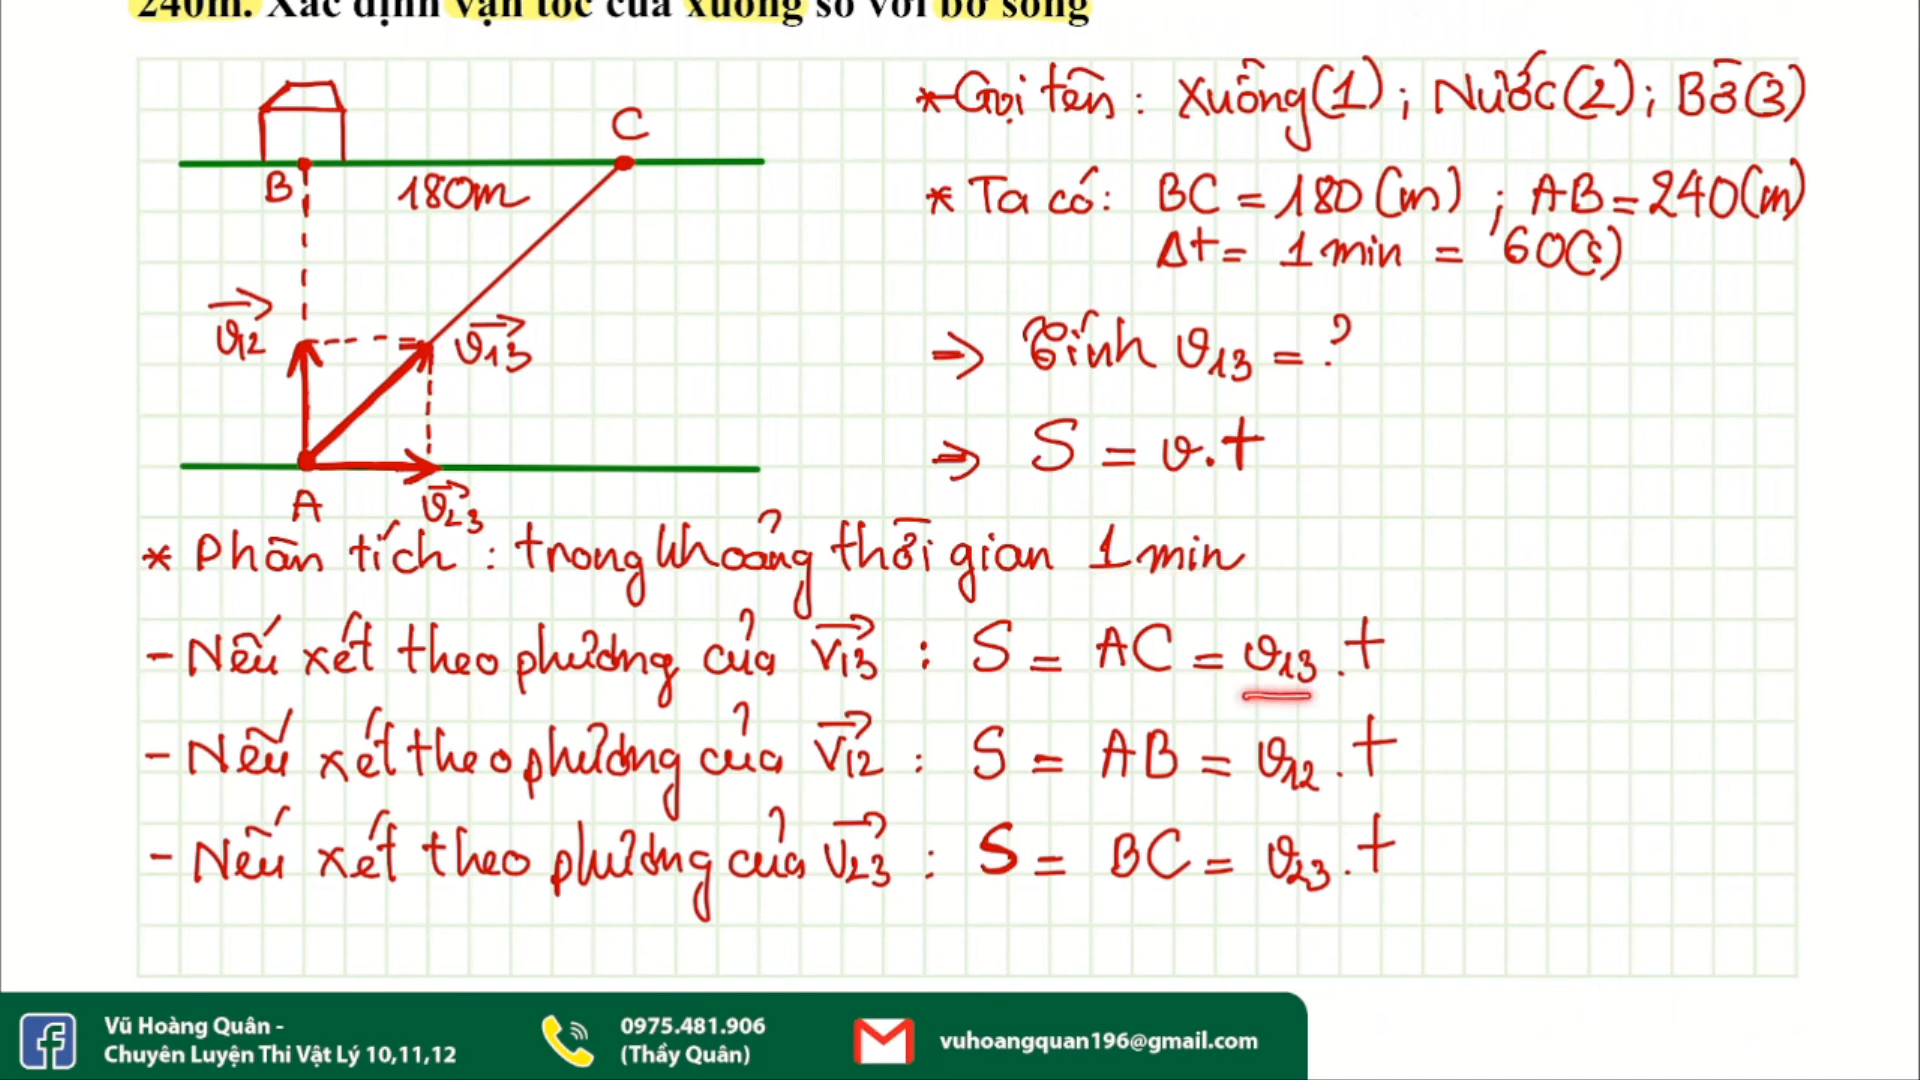 240m. Xác định vận tốc của xuồng so với bờ sông
* Gọi tên : Xuồng(1) ; Nước(2) ; Bờ(3)
C
B
180m
* Ta có : BC = 180(m) ; AB = 240(m)
Δt = 1 min = 60(s)
v12
v13
⇒ Tính v13 = ?
⇒ S = v.t
A
v23
* Phân tích : trong khoảng thời gian 1 min
- Nếu xét theo phương của v13 : S = AC = v13 . t
- Nếu xét theo phương của v12 : S = AB = v12 . t
- Nếu xét theo phương của v23 : S = BC = v23 . t
Vũ Hoàng Quân -
Chuyên Luyện Thi Vật Lý 10,11,12
0975.481.906
(Thầy Quân)
vuhoangquan196@gmail.com